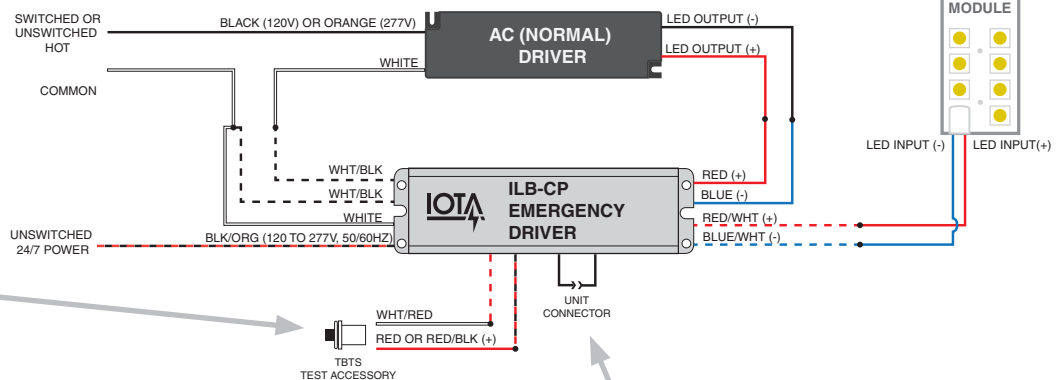 SWITCHED OR
UNSWITCHED
HOT
BLACK (120V) OR ORANGE (277V)
AC (NORMAL)
DRIVER
LED OUTPUT (-)
LED OUTPUT (+)
MODULE
WHITE
COMMON
LED INPUT (-)
LED INPUT(+)
WHT/BLK
WHT/BLK
WHITE
UNSWITCHED
24/7 POWER
BLK/ORG (120 TO 277V, 50/60HZ)
IOTA
ILB-CP
EMERGENCY
DRIVER
RED (+)
BLUE (-)
RED/WHT (+)
BLUE/WHT (-)
UNIT
CONNECTOR
WHT/RED
RED OR RED/BLK (+)
TBTS
TEST ACCESSORY